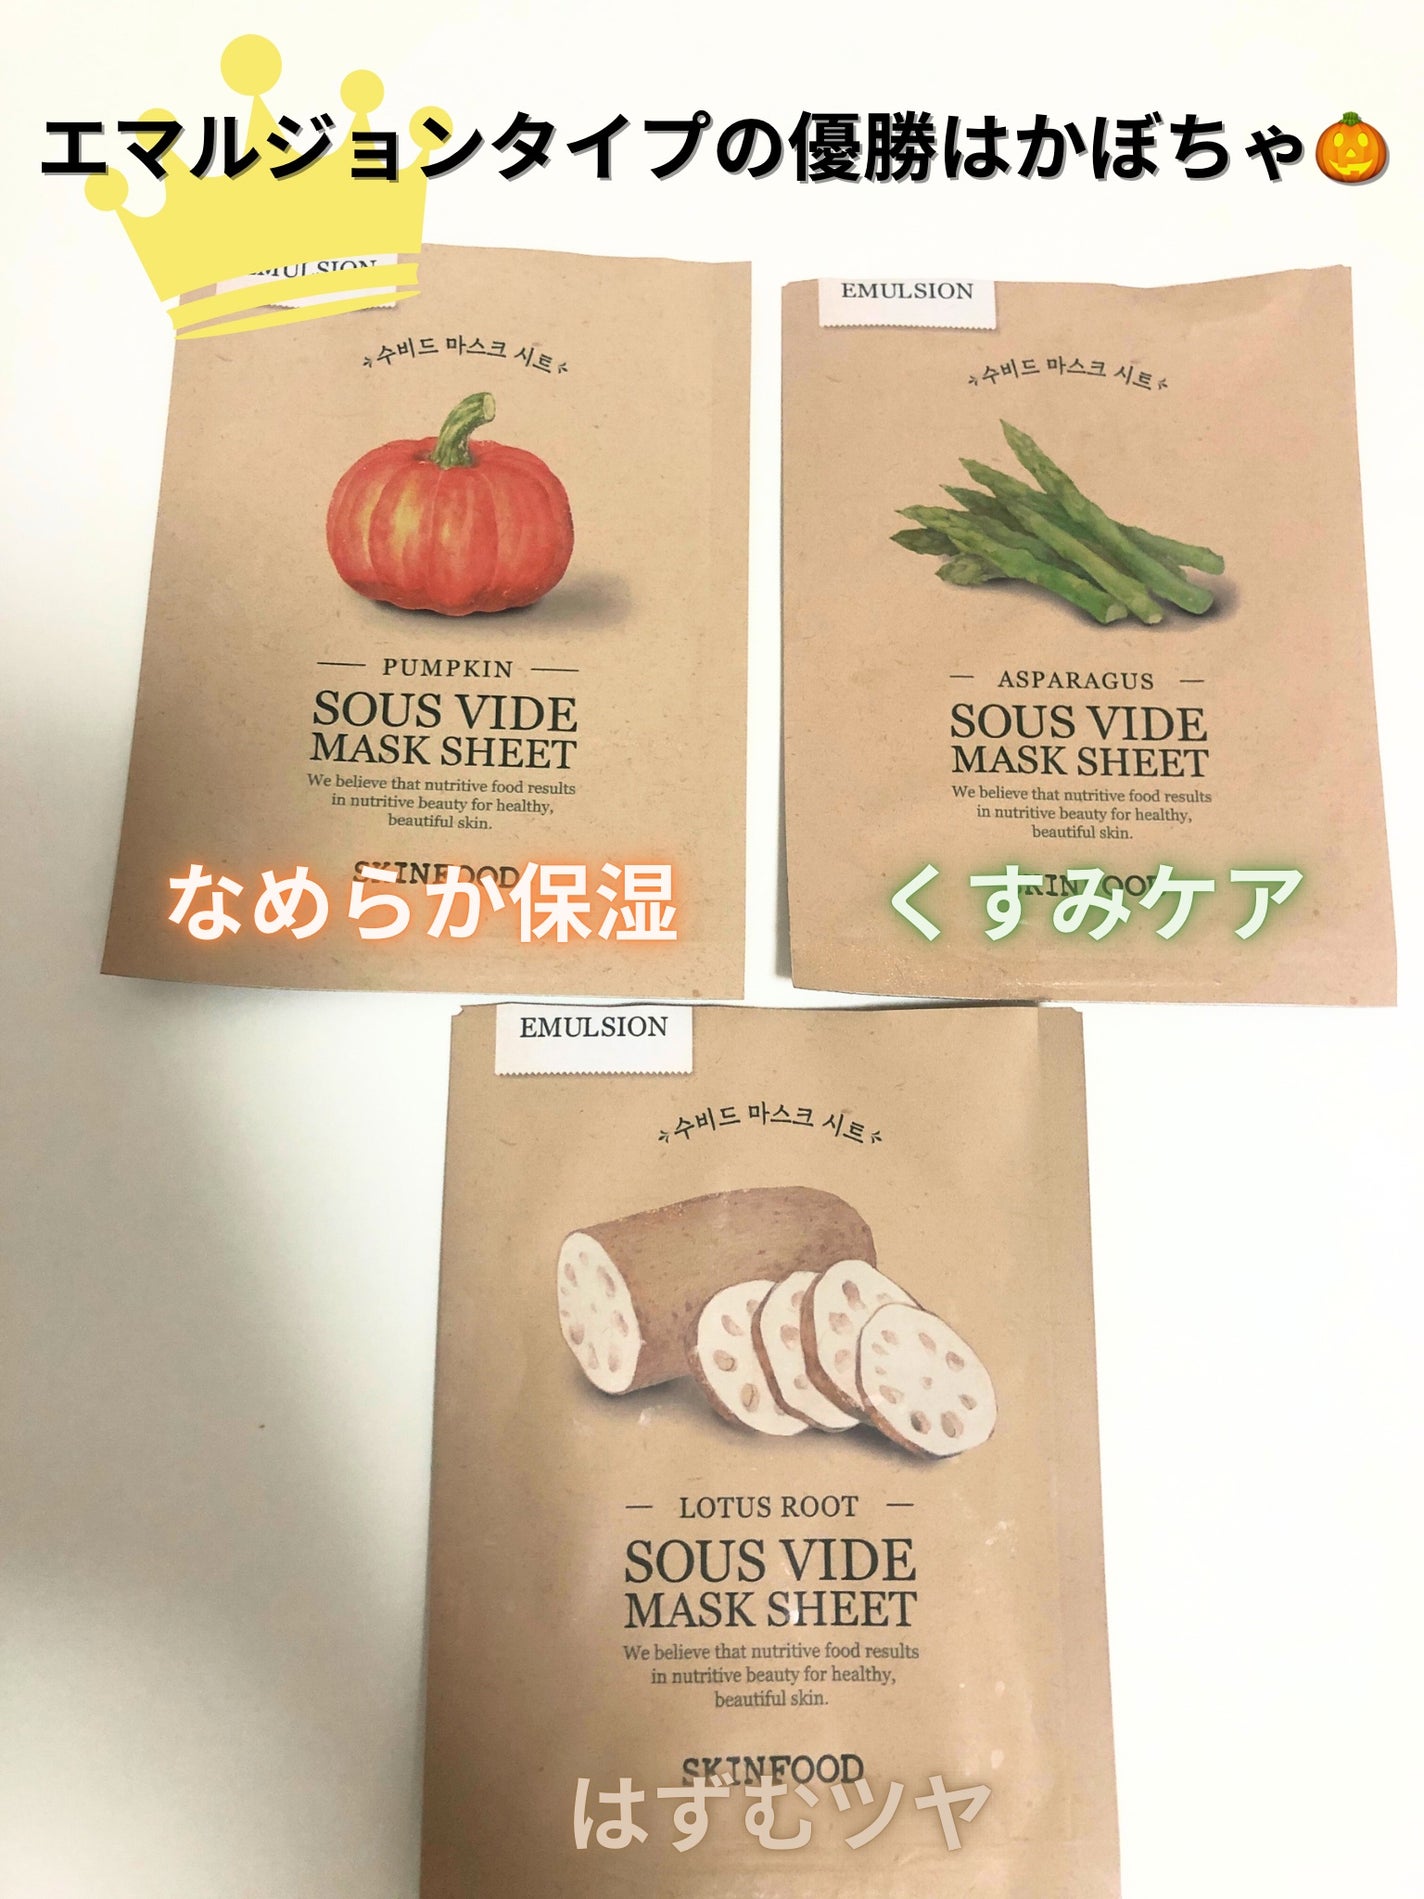 エマルジョンタイプの優勝はかぼちゃ🎃
EMULSION
수비드 마스크 시트
PUMPKIN
SOUS VIDE
MASK SHEET
We believe that nutritive food results
in nutritive beauty for healthy,
beautiful skin.
SKINFOOD
なめらか保湿
EMULSION
수비드 마스크 시트
ASPARAGUS
SOUS VIDE
MASK SHEET
We believe that nutritive food results
in nutritive beauty for healthy,
beautiful skin.
SKINFOOD
くすみケア
EMULSION
수비드 마스크 시트
LOTUS ROOT
SOUS VIDE
MASK SHEET
We believe that nutritive food results
in nutritive beauty for healthy,
beautiful skin.
SKINFOOD
はずむツヤ